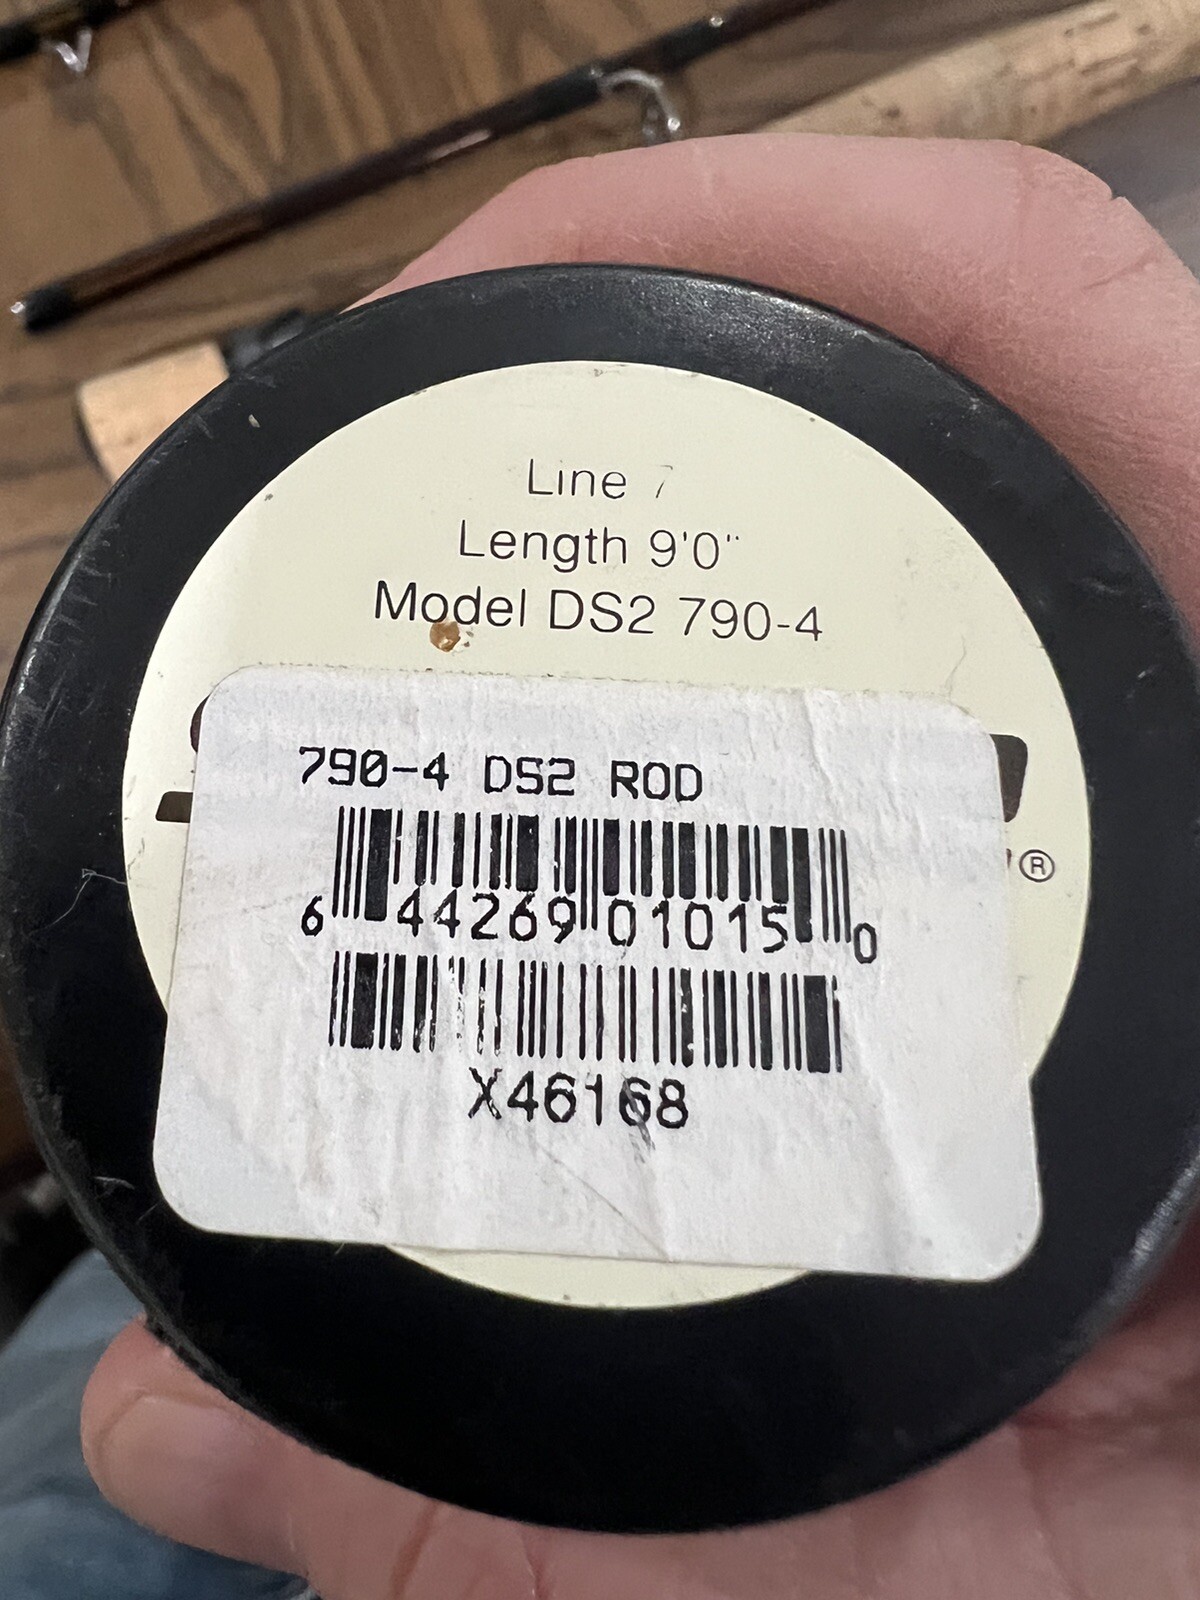 Line 7
Length 9'0"
Model DS2 790-4
790-4 DS2 ROD
6 44269 01015 0
X46168
®